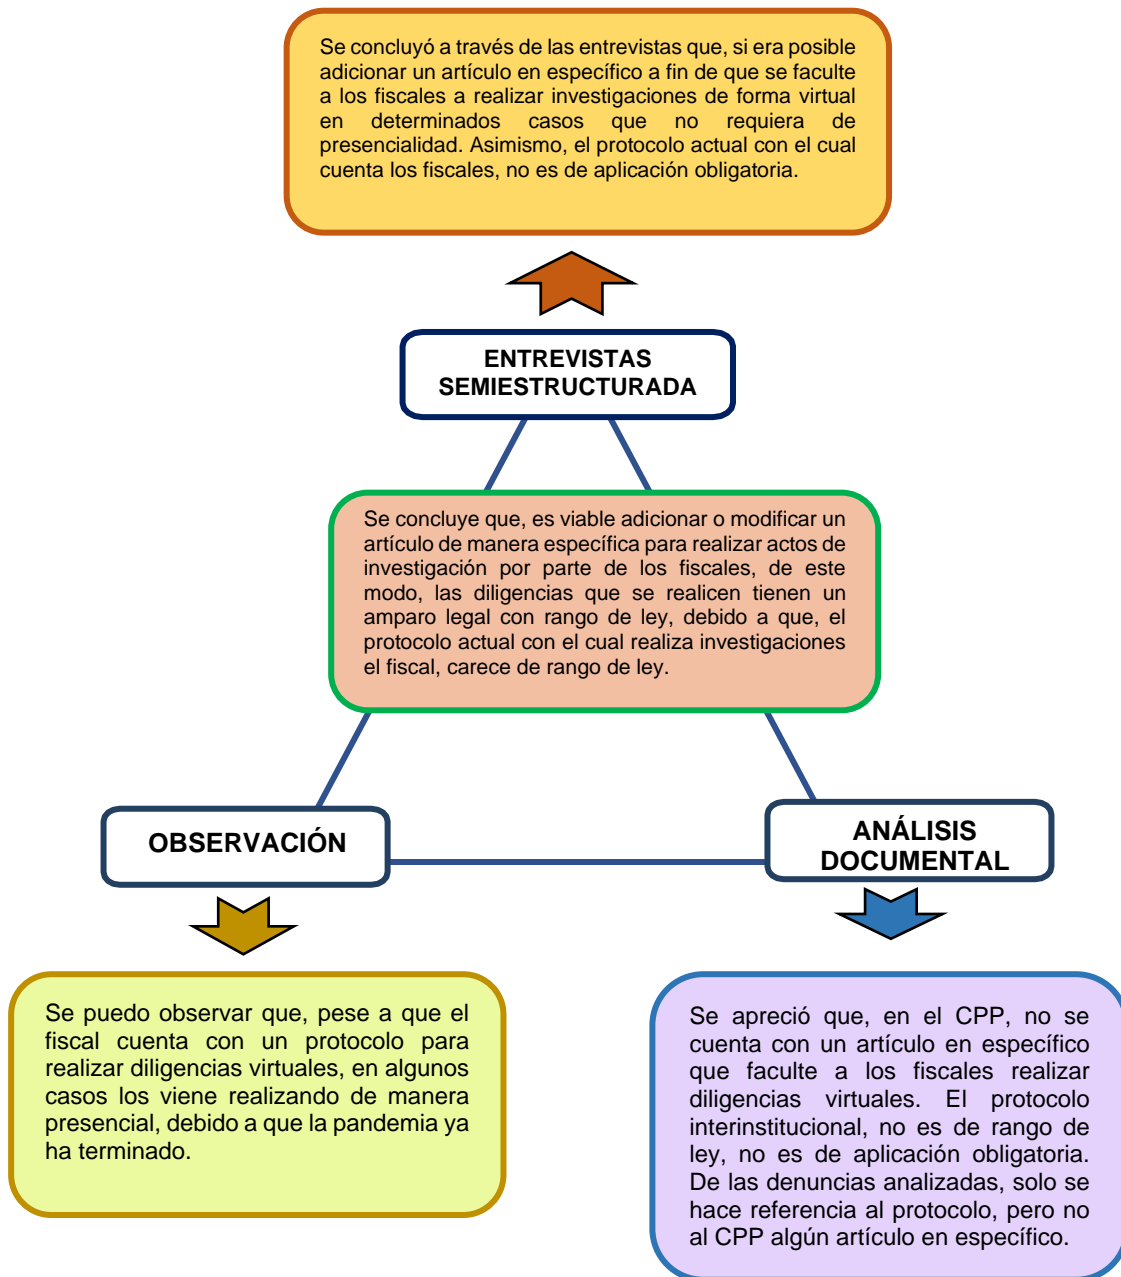 Se concluyó a través de las entrevistas que, si era posible
adicionar un artículo en específico a fin de que se faculte
a los fiscales a realizar investigaciones de forma virtual
en determinados casos que no requiera de
presencialidad. Asimismo, el protocolo actual con el cual
cuenta los fiscales, no es de aplicación obligatoria.
ENTREVISTAS
SEMIESTRUCTURADA
Se concluye que, es viable adicionar o modificar un
artículo de manera específica para realizar actos de
investigación por parte de los fiscales, de este
modo, las diligencias que se realicen tienen un
amparo legal con rango de ley, debido a que, el
protocolo actual con el cual realiza investigaciones
el fiscal, carece de rango de ley.
OBSERVACIÓN
ANÁLISIS
DOCUMENTAL
Se puedo observar que, pese a que el
fiscal cuenta con un protocolo para
realizar diligencias virtuales, en algunos
casos los viene realizando de manera
presencial, debido a que la pandemia ya
ha terminado.
Se apreció que, en el CPP, no se
cuenta con un artículo en específico
que faculte a los fiscales realizar
diligencias virtuales. El protocolo
interinstitucional, no es de rango de
ley, no es de aplicación obligatoria.
De las denuncias analizadas, solo se
hace referencia al protocolo, pero no
al CPP algún artículo en específico.